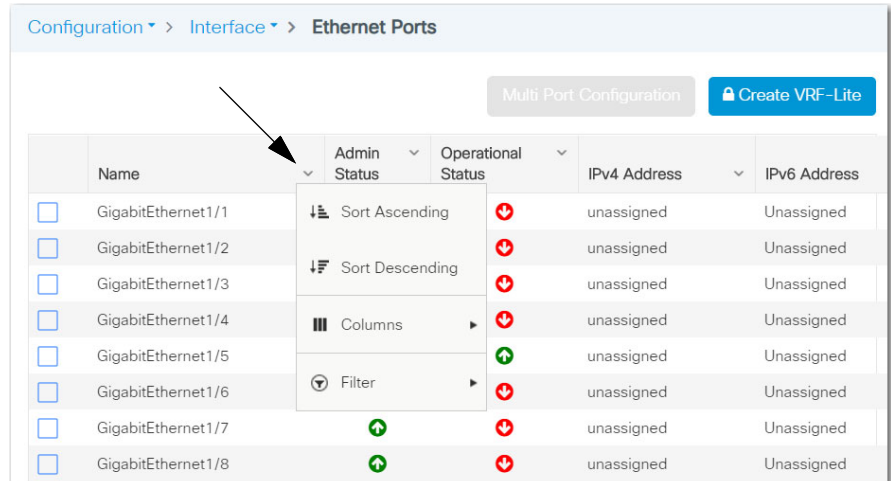 Configuration > Interface > Ethernet Ports
Multi Port Configuration Create VRF-Lite
Name Admin Status Operational Status IPv4 Address IPv6 Address
GigabitEthernet1/1 unassigned Unassigned
GigabitEthernet1/2 unassigned Unassigned
GigabitEthernet1/3 unassigned Unassigned
GigabitEthernet1/4 unassigned Unassigned
GigabitEthernet1/5 unassigned Unassigned
GigabitEthernet1/6 unassigned Unassigned
GigabitEthernet1/7 unassigned Unassigned
GigabitEthernet1/8 unassigned Unassigned
Sort Ascending
Sort Descending
Columns
Filter